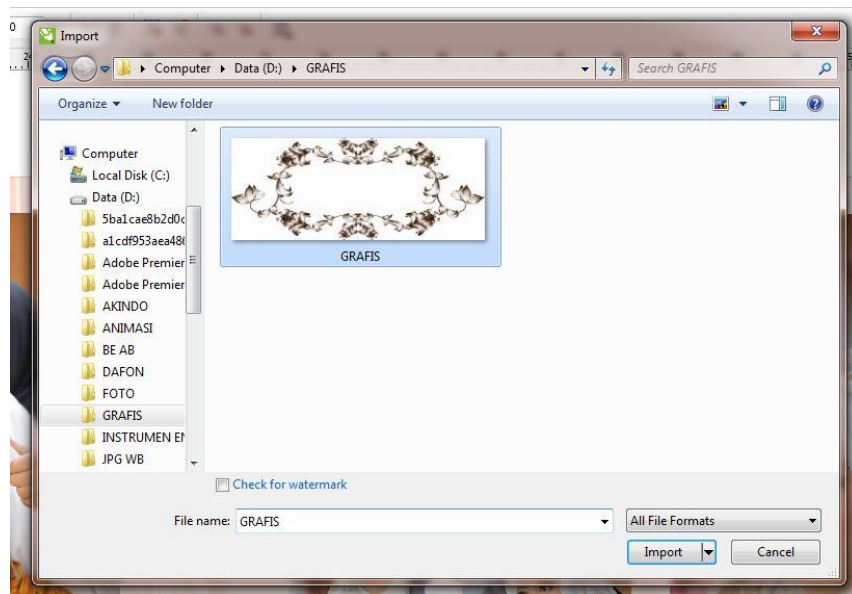 Import
Computer
Data (D:)
GRAFIS
Search GRAFIS
Organize
New folder
Computer
Local Disk (C:)
Data (D:)
5ba1cae8b2d0c
a1cdf953aea48
Adobe Premier
Adobe Premier
AKINDO
ANIMASI
BE AB
DAFON
FOTO
GRAFIS
INSTRUMEN EN
JPG WB
GRAFIS
Check for watermark
File name: GRAFIS
All File Formats
Import
Cancel